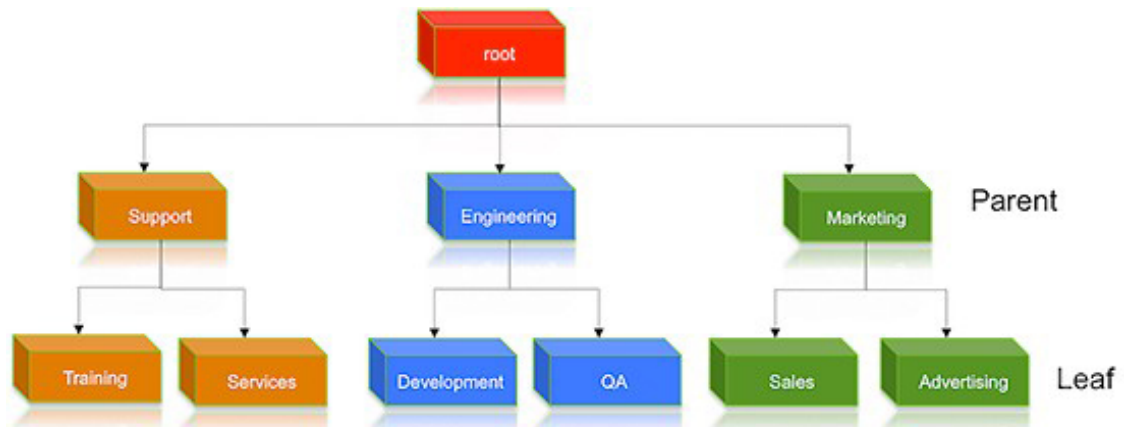 root
Support
Engineering
Marketing
Parent
Training
Services
Development
QA
Sales
Advertising
Leaf